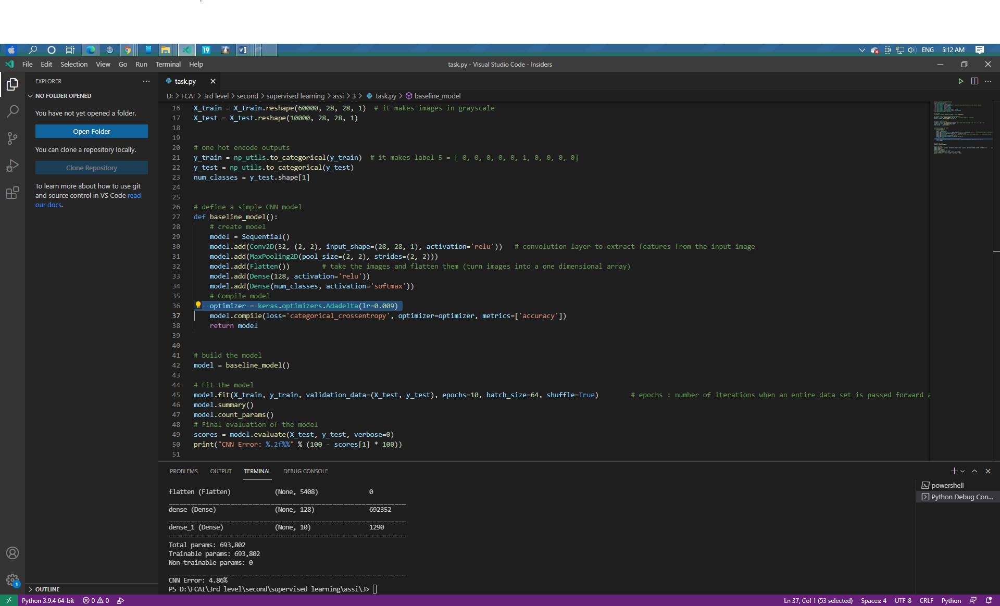 19
W
ENG
5:12 AM
File Edit Selection View Go Run Terminal Help
task.py - Visual Studio Code - Insiders
EXPLORER
NO FOLDER OPENED
You have not yet opened a folder.
Open Folder
You can clone a repository locally.
Clone Repository
To learn more about how to use git
and source control in VS Code read
our docs.
OUTLINE
task.py
D: > FCAI > 3rd level > second > supervised learning > assi > 3 > task.py > baseline_model
16 X_train = X_train.reshape(60000, 28, 28, 1)  # it makes images in grayscale
17 X_test = X_test.reshape(10000, 28, 28, 1)
18
19
20 # one hot encode outputs
21 y_train = np_utils.to_categorical(y_train)  # it makes label 5 = [ 0, 0, 0, 0, 0, 1, 0, 0, 0, 0]
22 y_test = np_utils.to_categorical(y_test)
23 num_classes = y_test.shape[1]
24
25
26 # define a simple CNN model
27 def baseline_model():
28     # create model
29     model = Sequential()
30     model.add(Conv2D(32, (2, 2), input_shape=(28, 28, 1), activation='relu'))   # convolution layer to extract features from the input image
31     model.add(MaxPooling2D(pool_size=(2, 2), strides=(2, 2)))
32     model.add(Flatten())        # take the images and flatten them (turn images into a one dimensional array)
33     model.add(Dense(128, activation='relu'))
34     model.add(Dense(num_classes, activation='softmax'))
35     # Compile model
36     optimizer = keras.optimizers.Adadelta(lr=0.009)
37     model.compile(loss='categorical_crossentropy', optimizer=optimizer, metrics=['accuracy'])
38     return model
39
40
41 # build the model
42 model = baseline_model()
43
44 # Fit the model
45 model.fit(X_train, y_train, validation_data=(X_test, y_test), epochs=10, batch_size=64, shuffle=True)        # epochs : number of iterations when an entire data set is passed forward a
46 model.summary()
47 model.count_params()
48 # Final evaluation of the model
49 scores = model.evaluate(X_test, y_test, verbose=0)
50 print("CNN Error: %.2f%%" % (100 - scores[1] * 100))
51
PROBLEMS OUTPUT TERMINAL DEBUG CONSOLE
flatten (Flatten) (None, 5408) 0
dense (Dense) (None, 128) 692352
dense_1 (Dense) (None, 10) 1290
=================================================================
Total params: 693,802
Trainable params: 693,802
Non-trainable params: 0
CNN Error: 4.86%
PS D:\FCAI\3rd level\second\supervised learning\assi\3>
powershell
Python Debug Con...
1
Python 3.9.4 64-bit 0 0
Ln 37, Col 1 (53 selected) Spaces: 4 UTF-8 CRLF Python